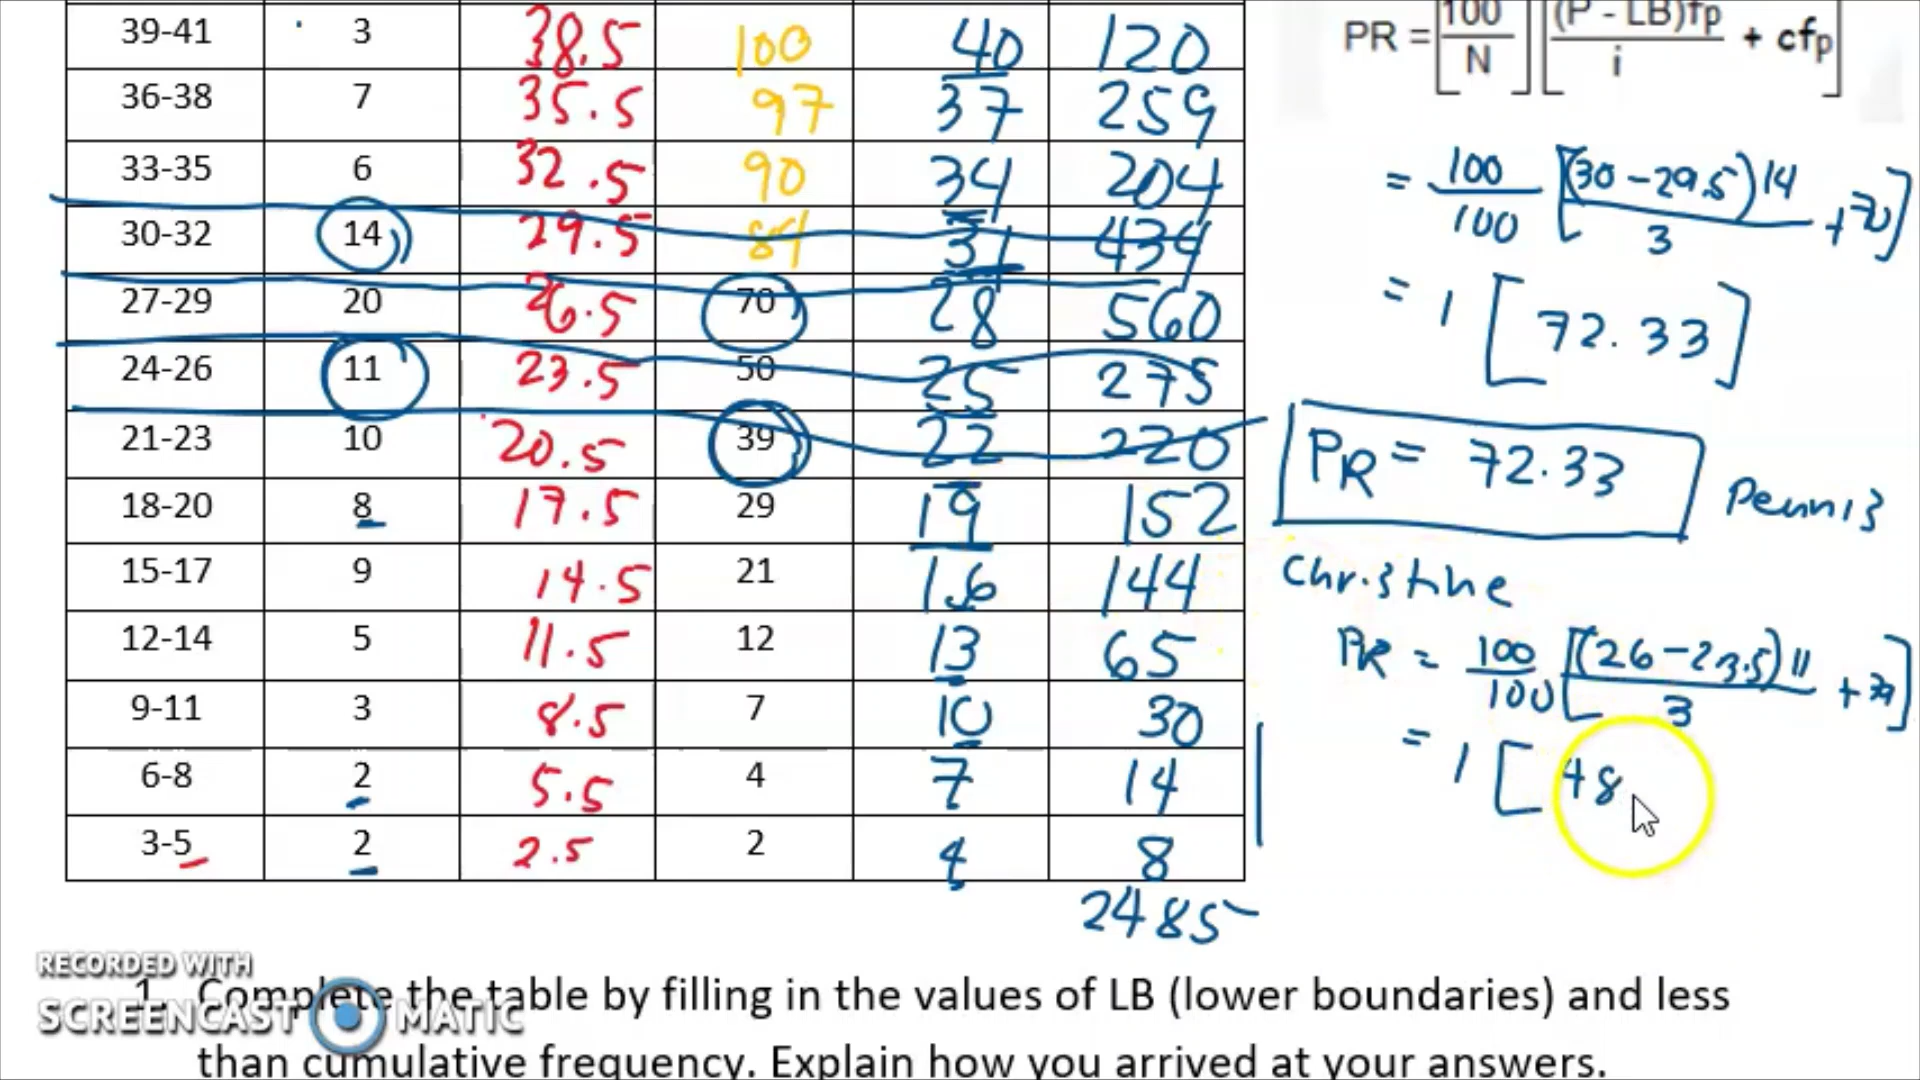 39-41 3 38.5 100 40 120
36-38 7 35.5 97 37 259
33-35 6 32.5 90 34 204
30-32 14 29.5 84 31 434
27-29 20 26.5 70 28 560
24-26 11 23.5 50 25 275
21-23 10 20.5 39 22 220
18-20 8 17.5 29 19 152
15-17 9 14.5 21 16 144
12-14 5 11.5 12 13 65
9-11 3 8.5 7 10 30
6-8 2 5.5 4 7 14
3-5 2 2.5 2 4 8
2485
PR = [100/N] [(P - LB)fp/i + cfp]
= 100/100 [(30-29.5)14/3 + 70]
= 1 [72.33]
PR = 72.33 Dennis
Christine
PR = 100/100 [(26-23.5)11/3 + 39]
= 1 [48
RECORDED WITH
SCREENCAST MATIC
1. Complete the table by filling in the values of LB (lower boundaries) and less
than cumulative frequency. Explain how you arrived at your answers.